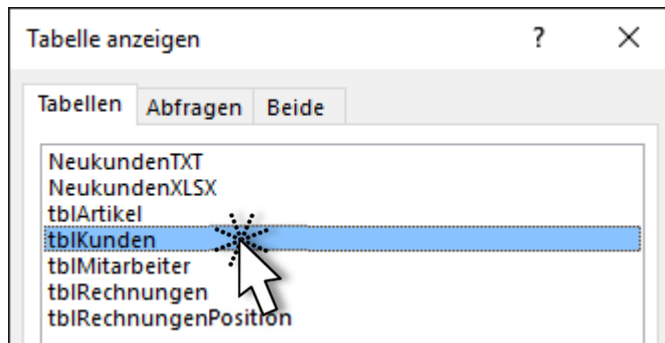 Tabelle anzeigen ?
Tabellen Abfragen Beide
NeukundenTXT
NeukundenXLSX
tblArtikel
tblKunden
tblMitarbeiter
tblRechnungen
tblRechnungenPosition